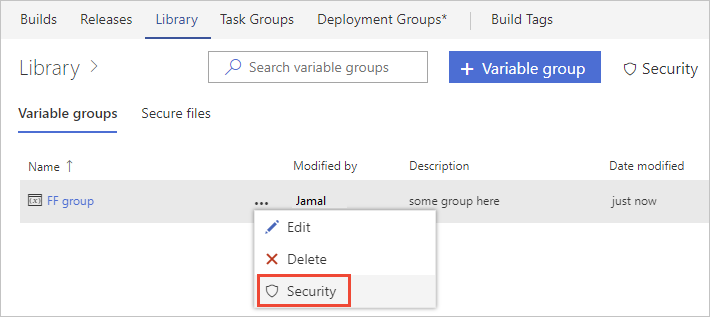 Builds Releases Library Task Groups Deployment Groups* Build Tags
Library > Search variable groups + Variable group Security
Variable groups Secure files
Name ↑ Modified by Description Date modified
(x) FF group ... Jamal some group here just now
Edit
Delete
Security